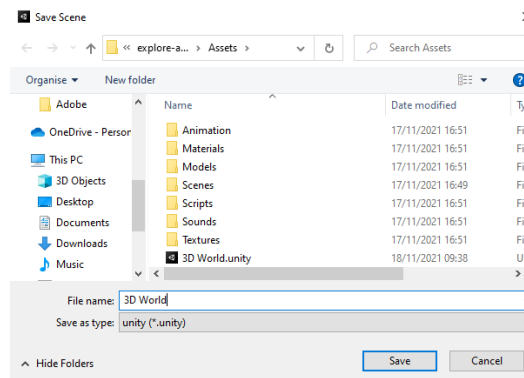 Save Scene
« explore-a... › Assets ›
Search Assets
Organise
New folder
Name
Date modified
Adobe
OneDrive - Person
This PC
3D Objects
Desktop
Documents
Downloads
Music
Animation 17/11/2021 16:51
Materials 17/11/2021 16:51
Models 17/11/2021 16:51
Scenes 17/11/2021 16:49
Scripts 17/11/2021 16:51
Sounds 17/11/2021 16:51
Textures 17/11/2021 16:51
3D World.unity 18/11/2021 09:38
File name: 3D World
Save as type: unity (*.unity)
Hide Folders
Save
Cancel